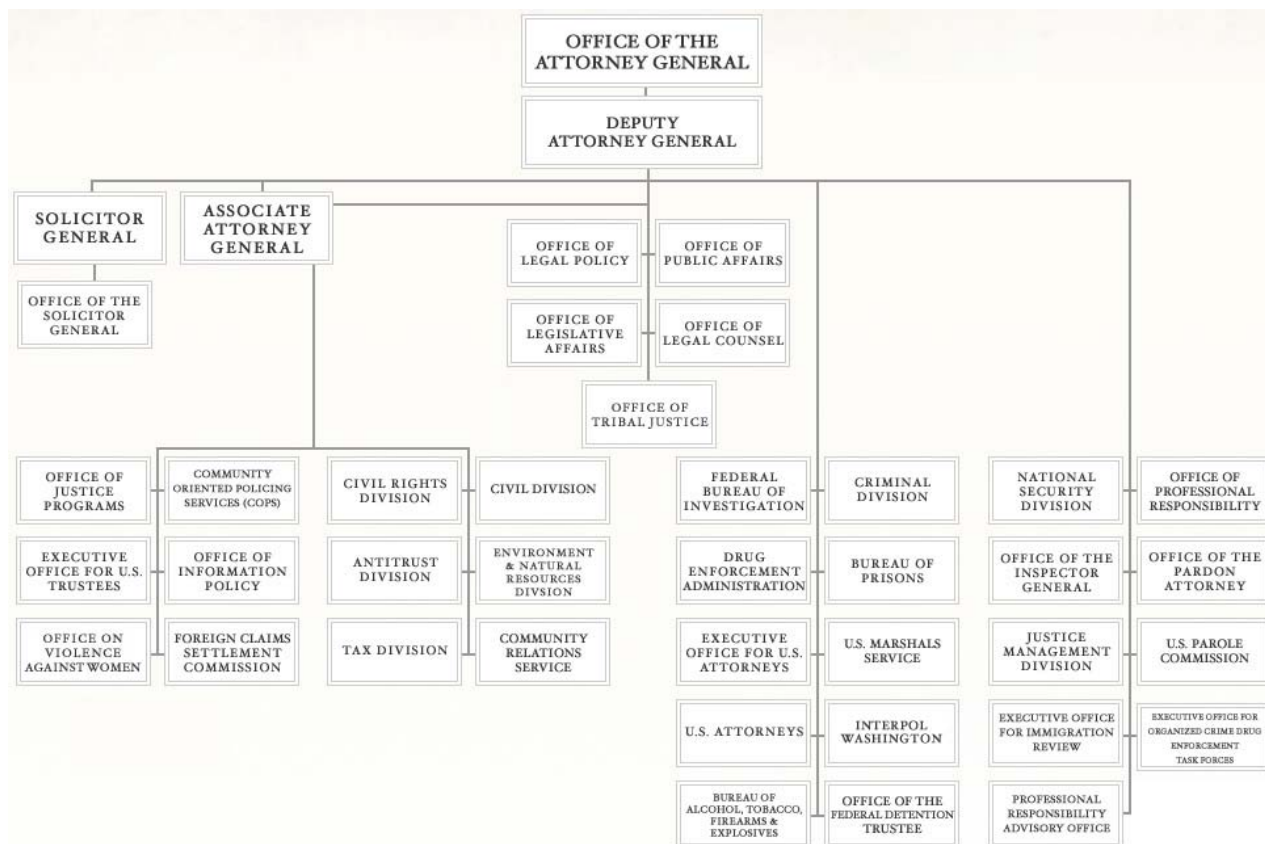 OFFICE OF THE
ATTORNEY GENERAL
DEPUTY
ATTORNEY GENERAL
SOLICITOR
GENERAL
ASSOCIATE
ATTORNEY
GENERAL
OFFICE OF THE
SOLICITOR
GENERAL
OFFICE OF
LEGAL POLICY
OFFICE OF
PUBLIC AFFAIRS
OFFICE OF
LEGISLATIVE
AFFAIRS
OFFICE OF
LEGAL COUNSEL
OFFICE OF
TRIBAL JUSTICE
OFFICE OF
JUSTICE
PROGRAMS
COMMUNITY
ORIENTED POLICING
SERVICES (COPS)
CIVIL RIGHTS
DIVISION
CIVIL DIVISION
FEDERAL
BUREAU OF
INVESTIGATION
CRIMINAL
DIVISION
NATIONAL
SECURITY
DIVISION
OFFICE OF
PROFESSIONAL
RESPONSIBILITY
EXECUTIVE
OFFICE FOR U.S.
TRUSTEES
OFFICE OF
INFORMATION
POLICY
ANTITRUST
DIVISION
ENVIRONMENT
& NATURAL
RESOURCES
DIVSION
DRUG
ENFORCEMENT
ADMINISTRATION
BUREAU OF
PRISONS
OFFICE OF THE
INSPECTOR
GENERAL
OFFICE OF THE
PARDON
ATTORNEY
OFFICE ON
VIOLENCE
AGAINST WOMEN
FOREIGN CLAIMS
SETTLEMENT
COMMISSION
TAX DIVISION
COMMUNITY
RELATIONS
SERVICE
EXECUTIVE
OFFICE FOR U.S.
ATTORNEYS
U.S. MARSHALS
SERVICE
JUSTICE
MANAGEMENT
DIVISION
U.S. PAROLE
COMMISSION
U.S. ATTORNEYS
INTERPOL
WASHINGTON
EXECUTIVE OFFICE
FOR IMMIGRATION
REVIEW
EXECUTIVE OFFICE FOR
ORGANIZED CRIME DRUG
ENFORCEMENT
TASK FORCES
BUREAU OF
ALCOHOL, TOBACCO,
FIREARMS &
EXPLOSIVES
OFFICE OF THE
FEDERAL DETENTION
TRUSTEE
PROFESSIONAL
RESPONSIBILITY
ADVISORY OFFICE